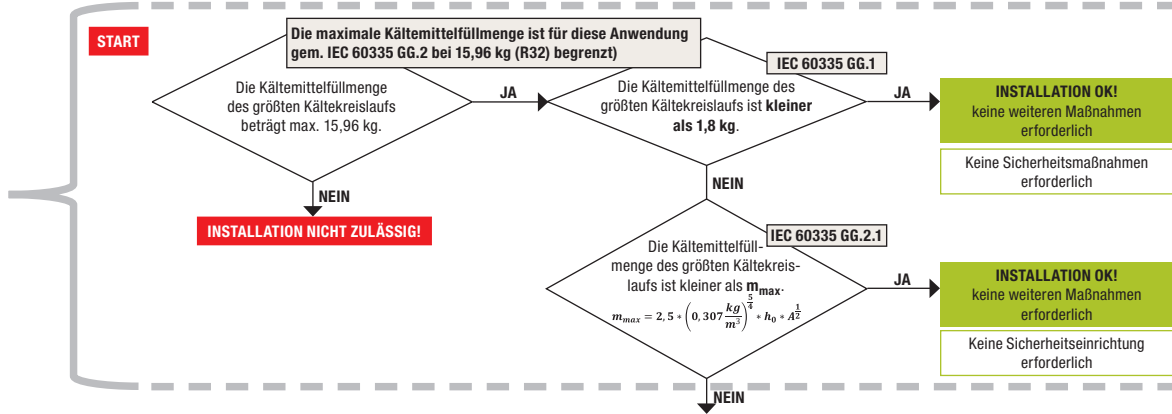 START
Die maximale Kältemittelfüllmenge ist für diese Anwendung
gem. IEC 60335 GG.2 bei 15,96 kg (R32) begrenzt)
Die Kältemittelfüllmenge
des größten Kältekreislaufs
beträgt max. 15,96 kg.
JA
NEIN
INSTALLATION NICHT ZULÄSSIG!
IEC 60335 GG.1
Die Kältemittelfüllmenge des
größten Kältekreislaufs ist kleiner
als 1,8 kg.
JA
INSTALLATION OK!
keine weiteren Maßnahmen
erforderlich
Keine Sicherheitsmaßnahmen
erforderlich
NEIN
IEC 60335 GG.2.1
Die Kältemittelfüll-
menge des größten Kältekreis-
laufs ist kleiner als m_max.
m_max = 2,5 * (0,307 kg/m³)^(5/4) * h₀ * A^(1/2)
JA
INSTALLATION OK!
keine weiteren Maßnahmen
erforderlich
Keine Sicherheitseinrichtung
erforderlich
NEIN